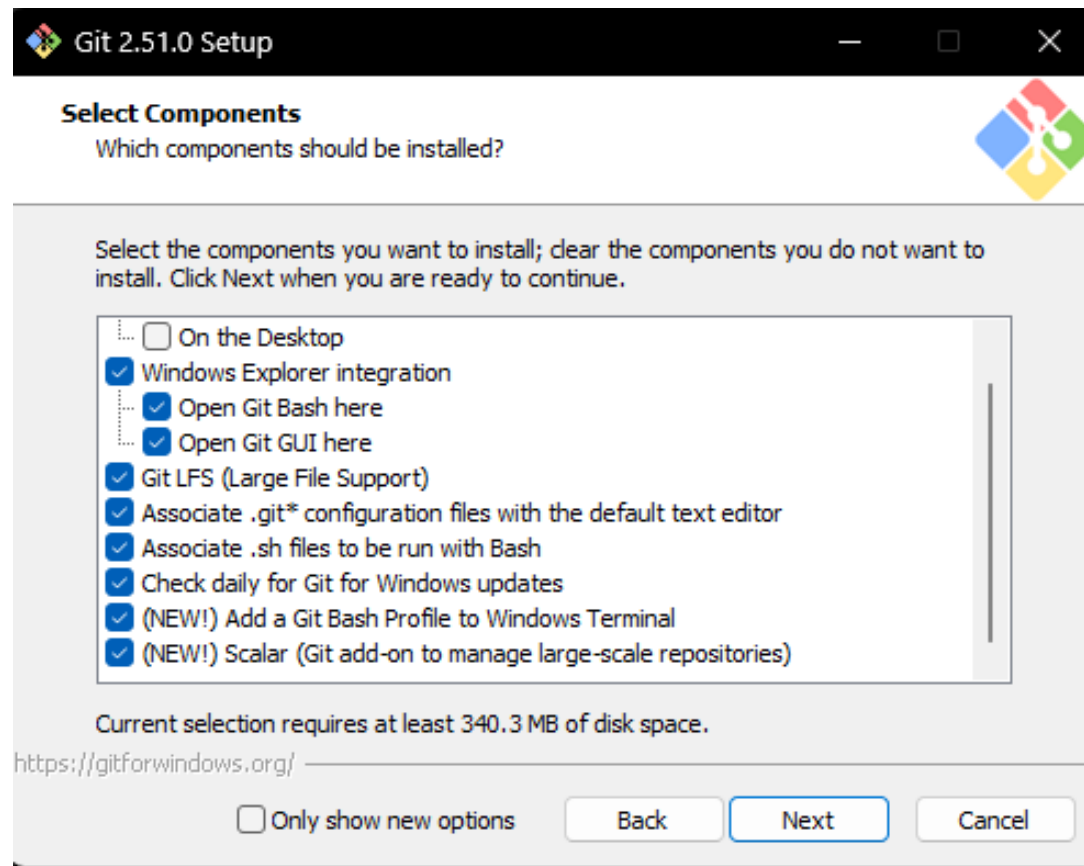 Git 2.51.0 Setup
Select Components
Which components should be installed?
Select the components you want to install; clear the components you do not want to
install. Click Next when you are ready to continue.
On the Desktop
Windows Explorer integration
Open Git Bash here
Open Git GUI here
Git LFS (Large File Support)
Associate .git* configuration files with the default text editor
Associate .sh files to be run with Bash
Check daily for Git for Windows updates
(NEW!) Add a Git Bash Profile to Windows Terminal
(NEW!) Scalar (Git add-on to manage large-scale repositories)
Current selection requires at least 340.3 MB of disk space.
https://gitforwindows.org/
Only show new options
Back
Next
Cancel